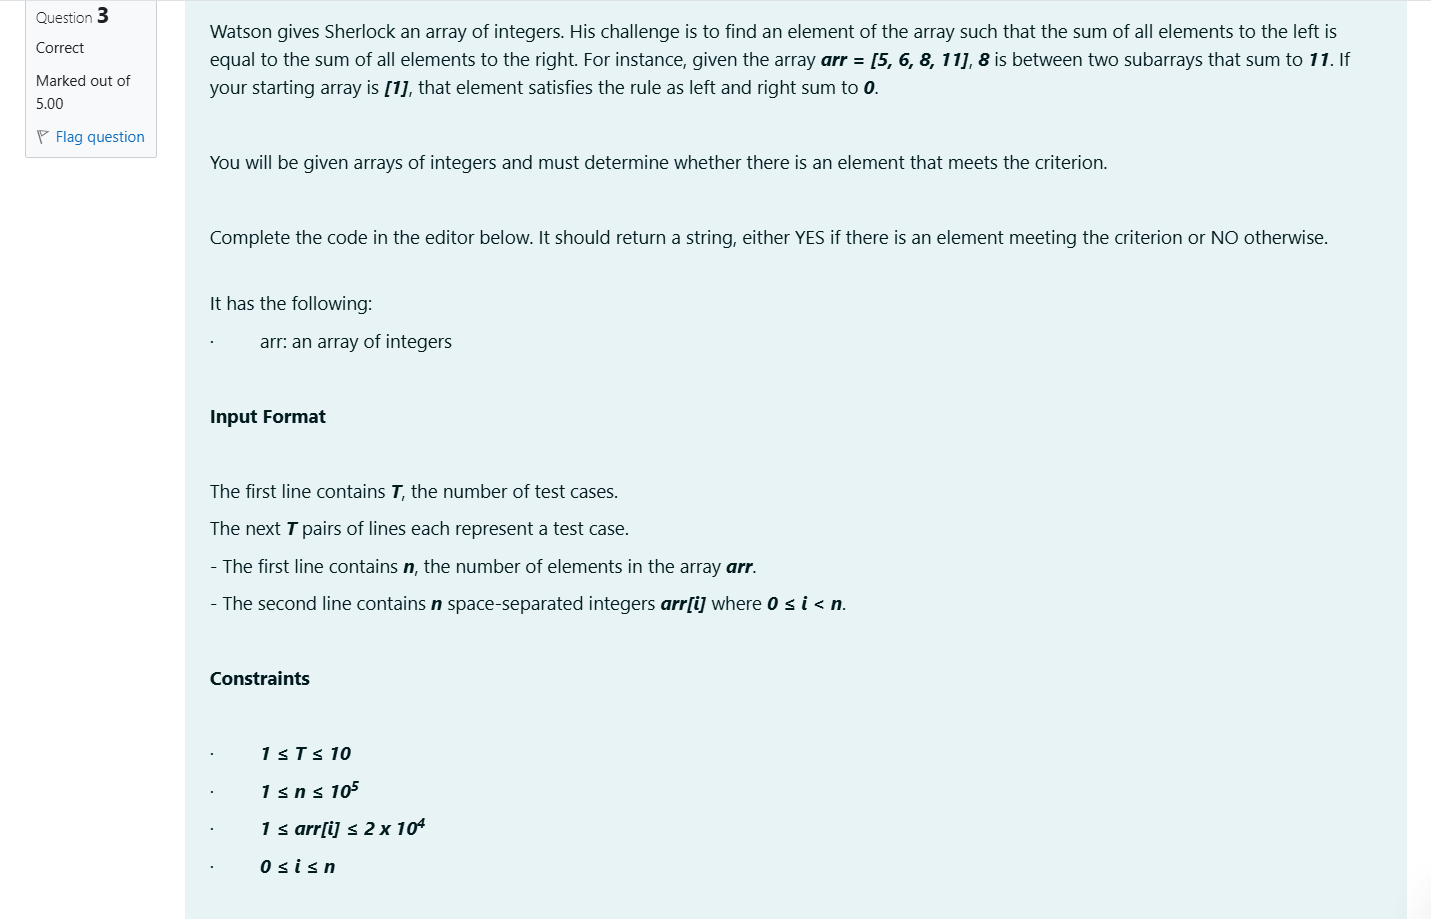 Question 3
Correct
Marked out of
5.00
Flag question
Watson gives Sherlock an array of integers. His challenge is to find an element of the array such that the sum of all elements to the left is
equal to the sum of all elements to the right. For instance, given the array arr = [5, 6, 8, 11], 8 is between two subarrays that sum to 11. If
your starting array is [1], that element satisfies the rule as left and right sum to 0.
You will be given arrays of integers and must determine whether there is an element that meets the criterion.
Complete the code in the editor below. It should return a string, either YES if there is an element meeting the criterion or NO otherwise.
It has the following:
· arr: an array of integers
Input Format
The first line contains T, the number of test cases.
The next T pairs of lines each represent a test case.
- The first line contains n, the number of elements in the array arr.
- The second line contains n space-separated integers arr[i] where 0 ≤ i < n.
Constraints
· 1 ≤ T ≤ 10
· 1 ≤ n ≤ 10⁵
· 1 ≤ arr[i] ≤ 2 x 10⁴
· 0 ≤ i ≤ n